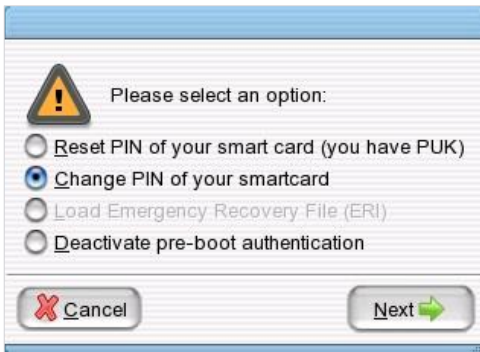 Please select an option:
Reset PIN of your smart card (you have PUK)
Change PIN of your smartcard
Load Emergency Recovery File (ERI)
Deactivate pre-boot authentication
Cancel
Next